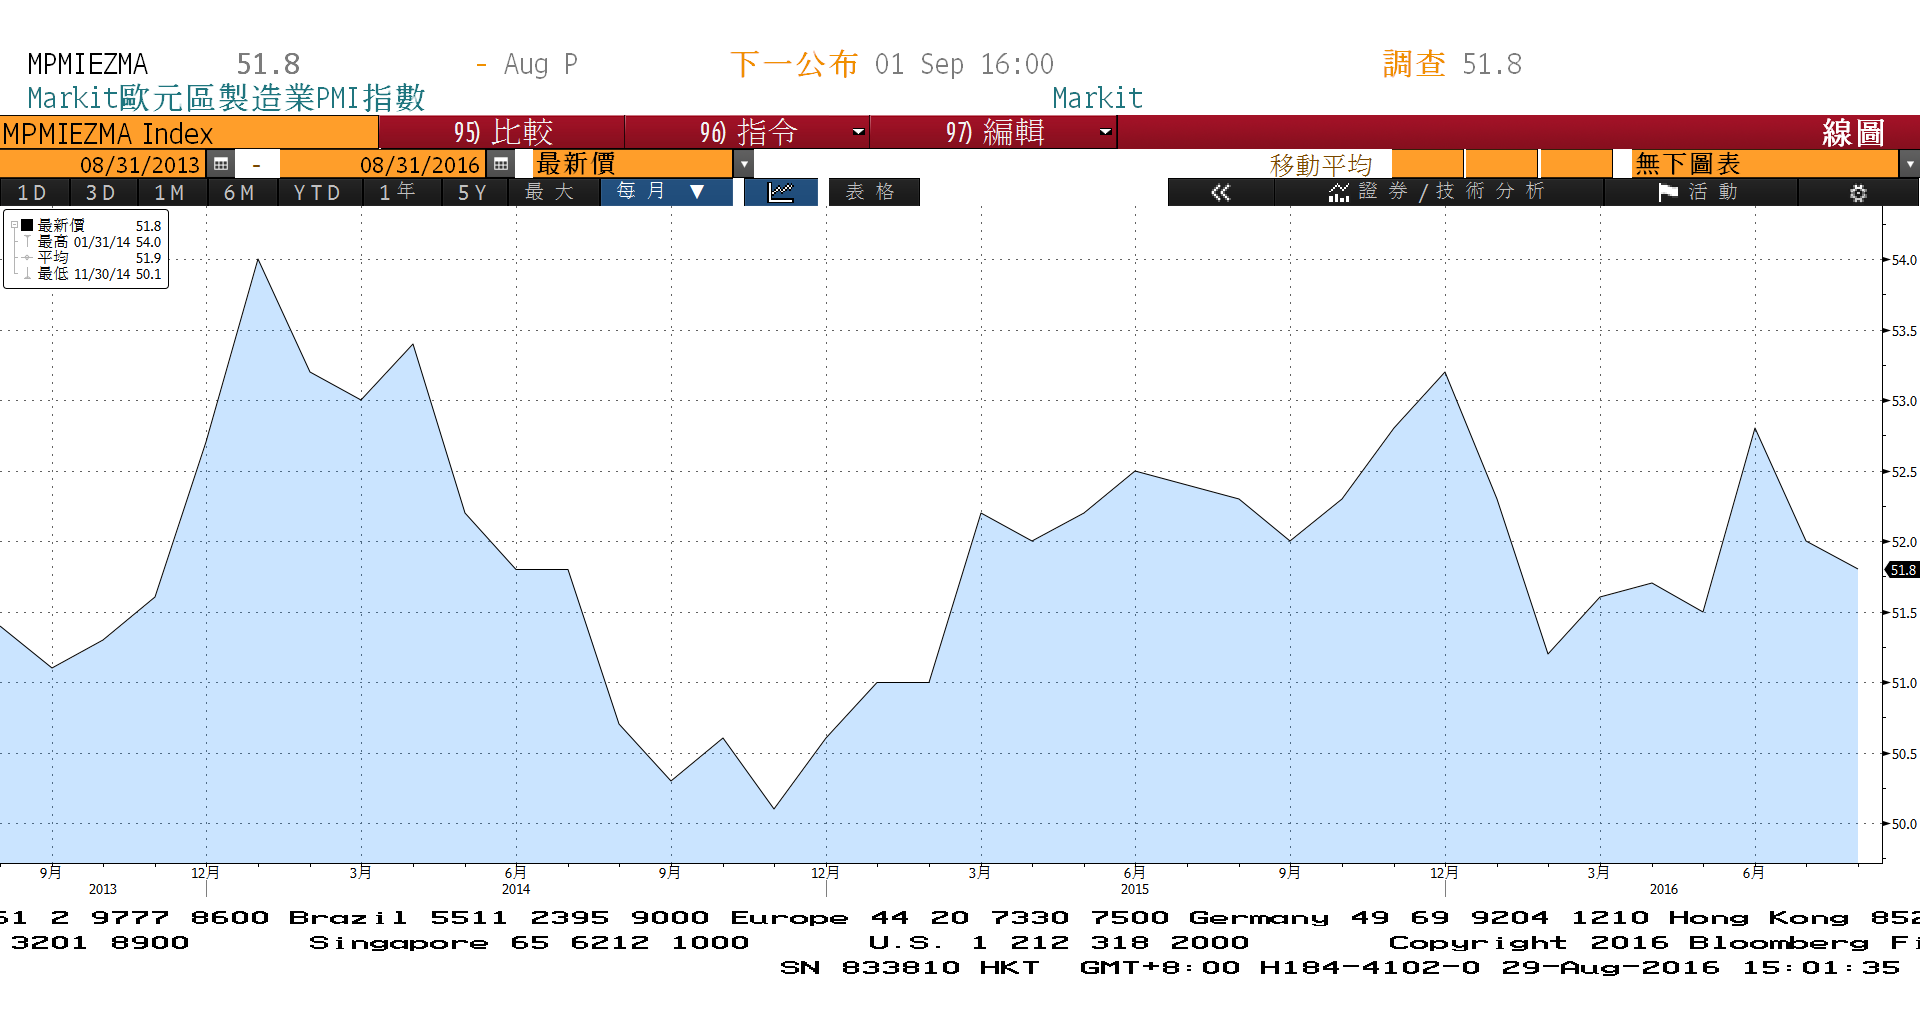 MPMIEZMA 51.8 - Aug P 下一公布 01 Sep 16:00 調查 51.8
Markit歐元區製造業PMI指數 Markit
MPMIEZMA Index 95) 比較 96) 指令 97) 編輯 線圖
08/31/2013 - 08/31/2016 最新價 移動平均 無下圖表
1D 3D 1M 6M YTD 1年 5Y 最大 每月 ▼ 表格 « 證券/技術分析 活動
最新價 51.8
最高 01/31/14 54.0
平均 51.9
最低 11/30/14 50.1
54.0
53.5
53.0
52.5
52.0
51.8
51.5
51.0
50.5
50.0
9月 12月 3月 6月 9月 12月 3月 6月 9月 12月 3月 6月
2013 2014 2015 2016
61 2 9777 8600 Brazil 5511 2395 9000 Europe 44 20 7330 7500 Germany 49 69 9204 1210 Hong Kong 852
3201 8900 Singapore 65 6212 1000 U.S. 1 212 318 2000 Copyright 2016 Bloomberg Fi
SN 833810 HKT GMT+8:00 H184-4102-0 29-Aug-2016 15:01:35